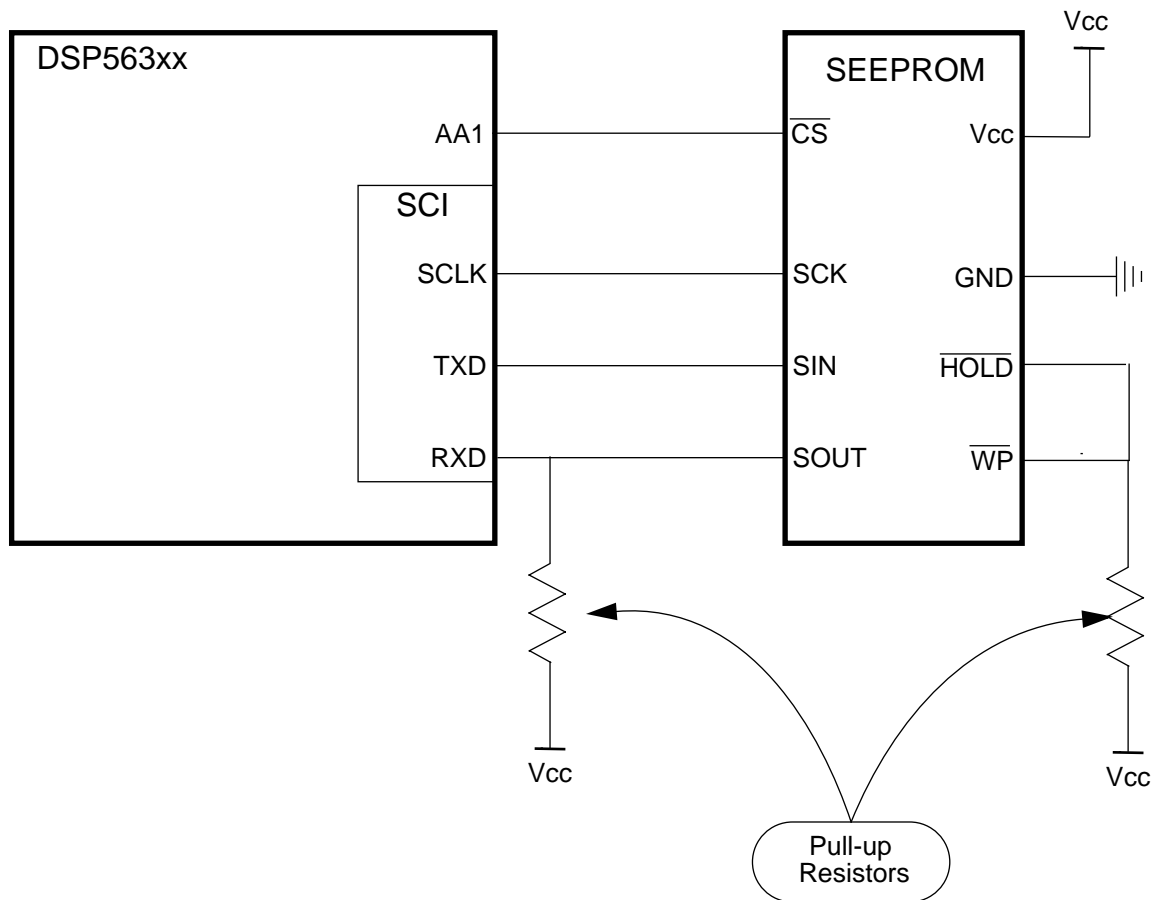 Vcc
DSP563xx
SEEPROM
AA1
CS
Vcc
SCI
SCLK
SCK
GND
TXD
SIN
HOLD
RXD
SOUT
WP
Vcc
Vcc
Pull-up
Resistors